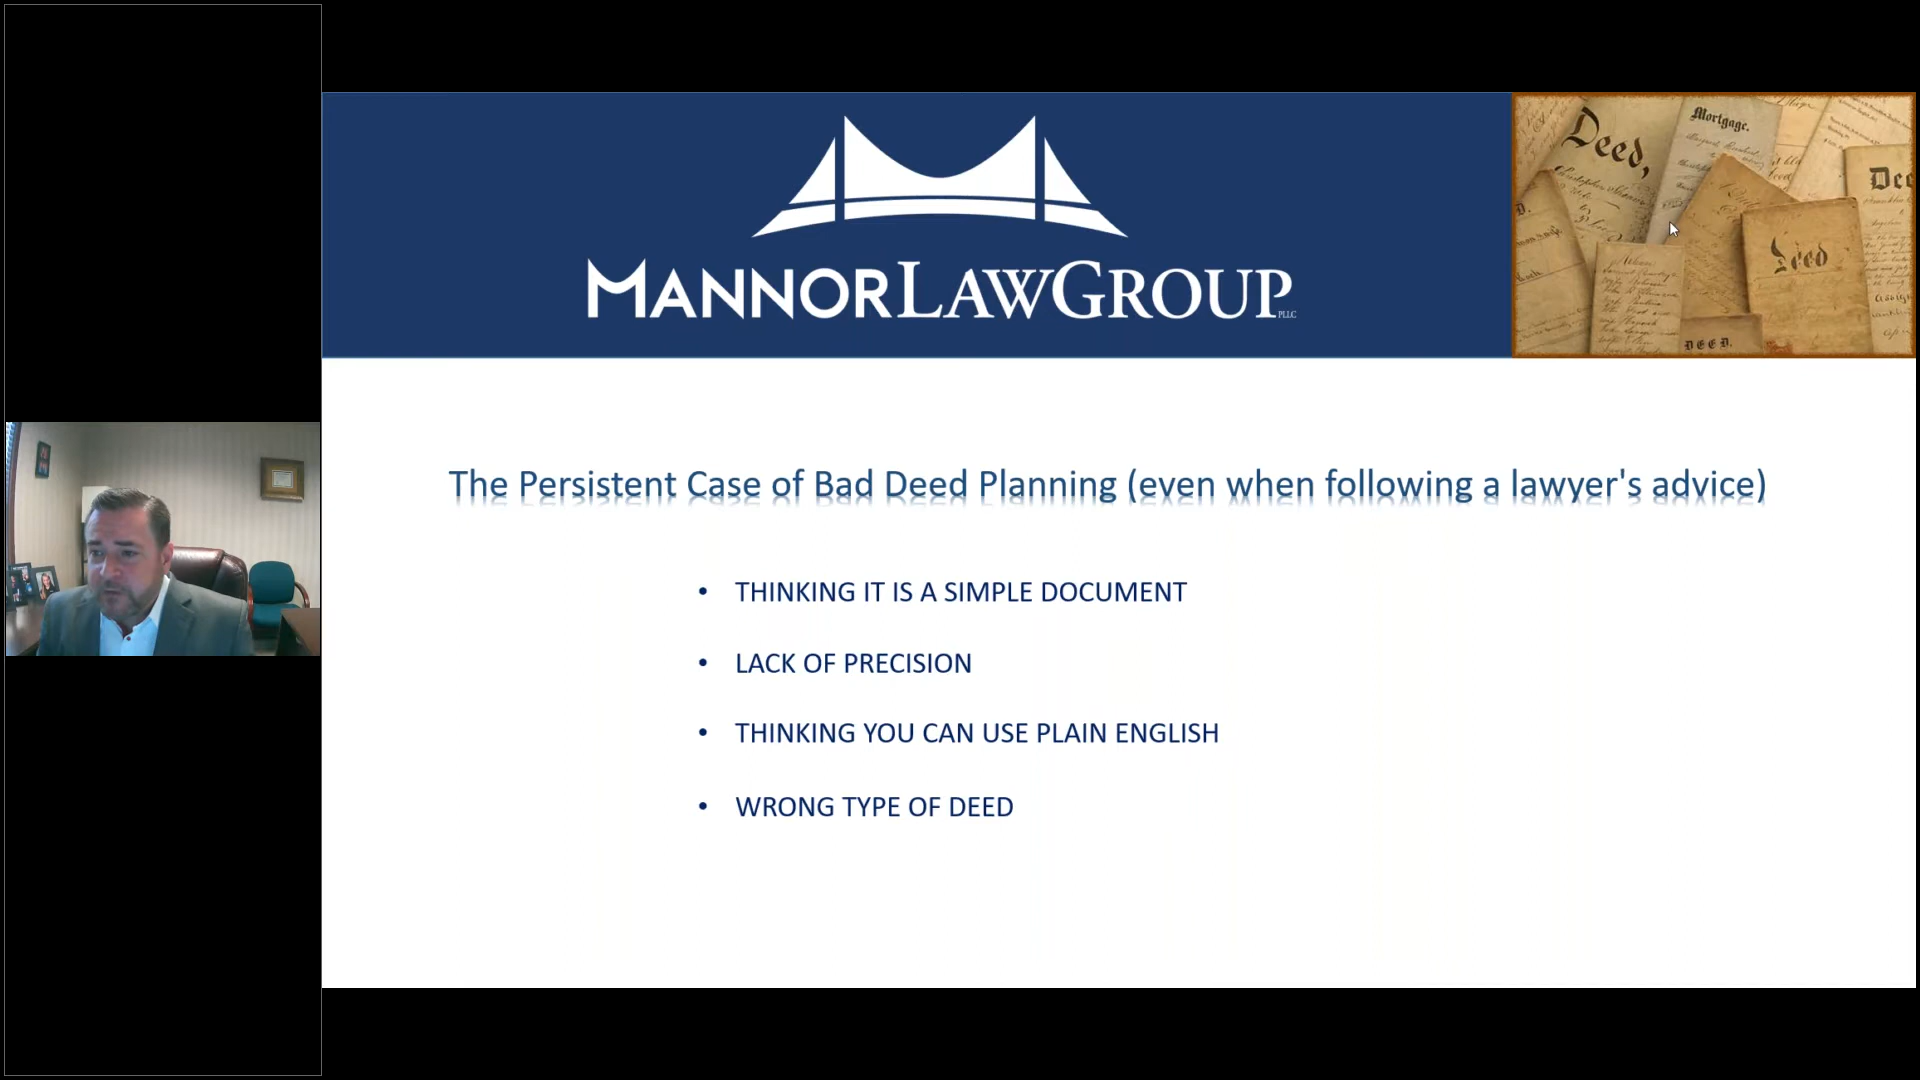 MANNORLAWGROUP PLLC
Deed,
Mortgage.
Deed
D E E D.
The Persistent Case of Bad Deed Planning (even when following a lawyer's advice)
• THINKING IT IS A SIMPLE DOCUMENT
• LACK OF PRECISION
• THINKING YOU CAN USE PLAIN ENGLISH
• WRONG TYPE OF DEED